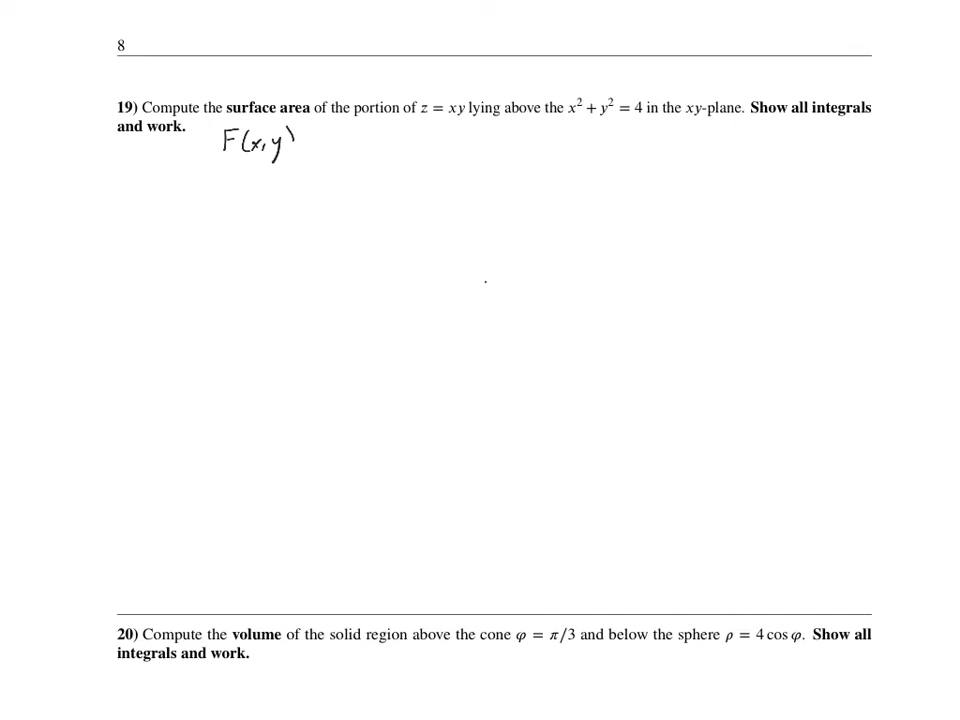 8
19) Compute the surface area of the portion of z = xy lying above the x² + y² = 4 in the xy-plane. Show all integrals
and work.
F(x,y)
20) Compute the volume of the solid region above the cone φ = π/3 and below the sphere ρ = 4 cos φ. Show all
integrals and work.